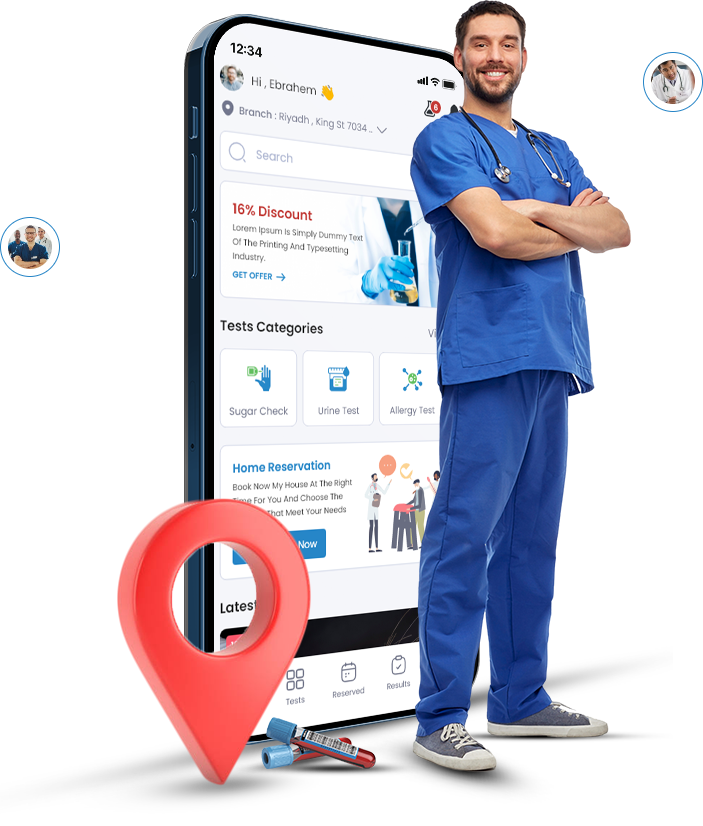 12:34
Hi , Ebrahem 👋
6
Branch : Riyadh , King St 7034 ..
Search
16% Discount
Lorem Ipsum Is Simply Dummy Text
Of The Printing And Typesetting
Industry.
GET OFFER →
Tests Categories
Sugar Check
Urine Test
Allergy Test
Home Reservation
Book Now My House At The Right
Time For You And Choose The
That Meet Your Needs
Now
Latest
Tests
Reserved
Results